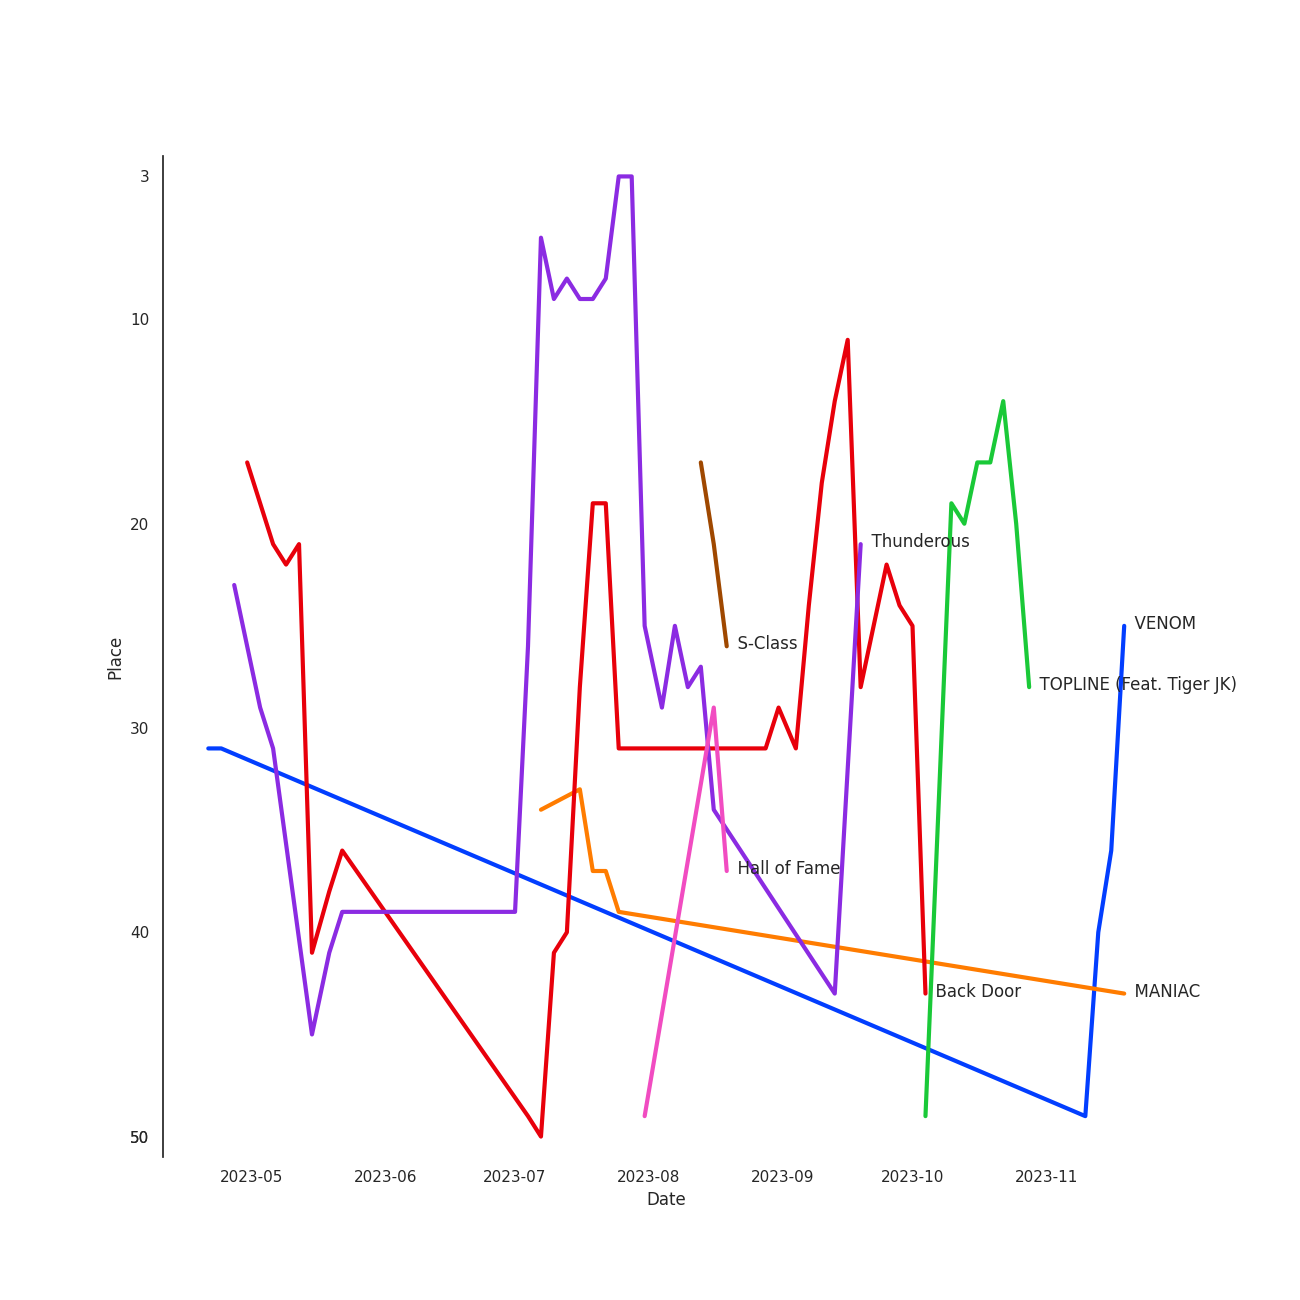 3
10
20
30
40
50
Place
Thunderous
VENOM
S-Class
TOPLINE (Feat. Tiger JK)
Hall of Fame
Back Door
MANIAC
2023-05 2023-06 2023-07 2023-08 2023-09 2023-10 2023-11
Date